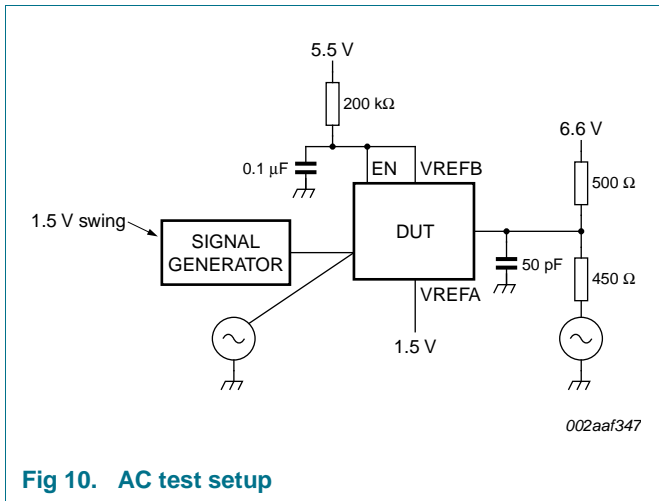 5.5 V
200 kΩ
6.6 V
0.1 μF
EN
VREFB
500 Ω
1.5 V swing
SIGNAL
GENERATOR
DUT
50 pF
450 Ω
VREFA
1.5 V
002aaf347
Fig 10. AC test setup